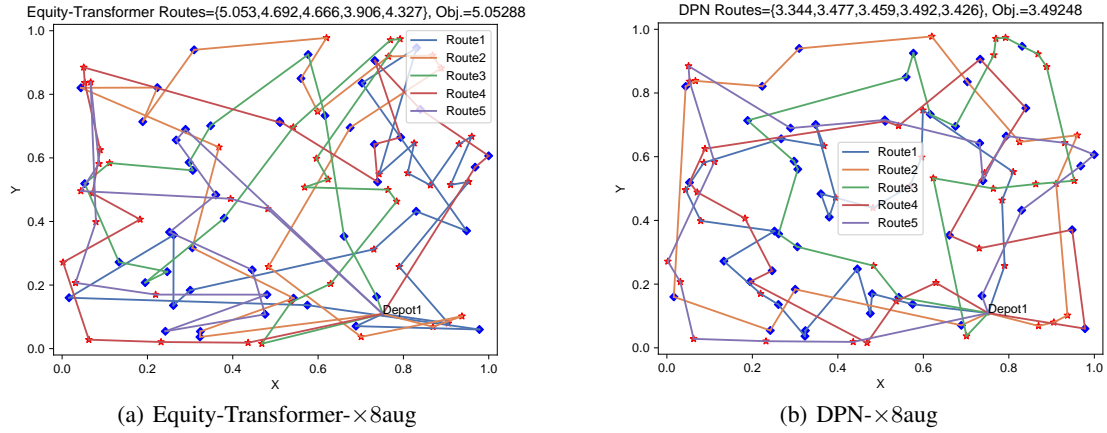 Equity-Transformer Routes={5.053,4.692,4.666,3.906,4.327}, Obj.=5.05288
1.0
0.8
0.6
0.4
0.2
0.0
Y
Route1
Route2
Route3
Route4
Route5
Depot1
0.0 0.2 0.4 0.6 0.8 1.0
X
(a) Equity-Transformer-×8aug
DPN Routes={3.344,3.477,3.459,3.492,3.426}, Obj.=3.49248
1.0
0.8
0.6
0.4
0.2
0.0
Y
Route1
Route2
Route3
Route4
Route5
Depot1
0.0 0.2 0.4 0.6 0.8 1.0
X
(b) DPN-×8aug